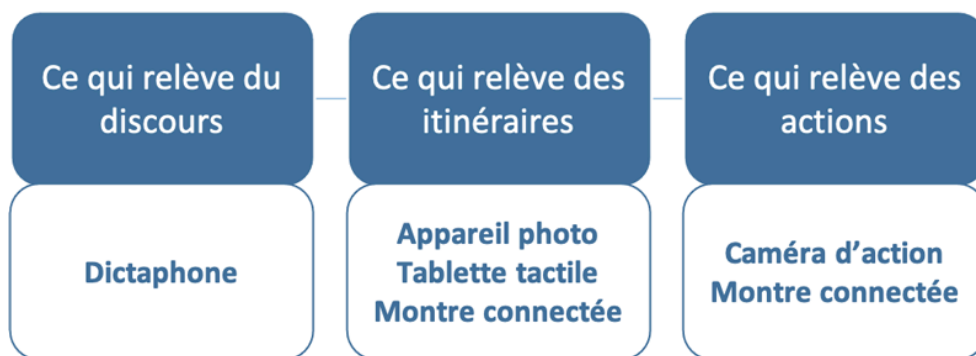 Ce qui relève du
discours
Ce qui relève des
itinéraires
Ce qui relève des
actions
Dictaphone
Appareil photo
Tablette tactile
Montre connectée
Caméra d’action
Montre connectée